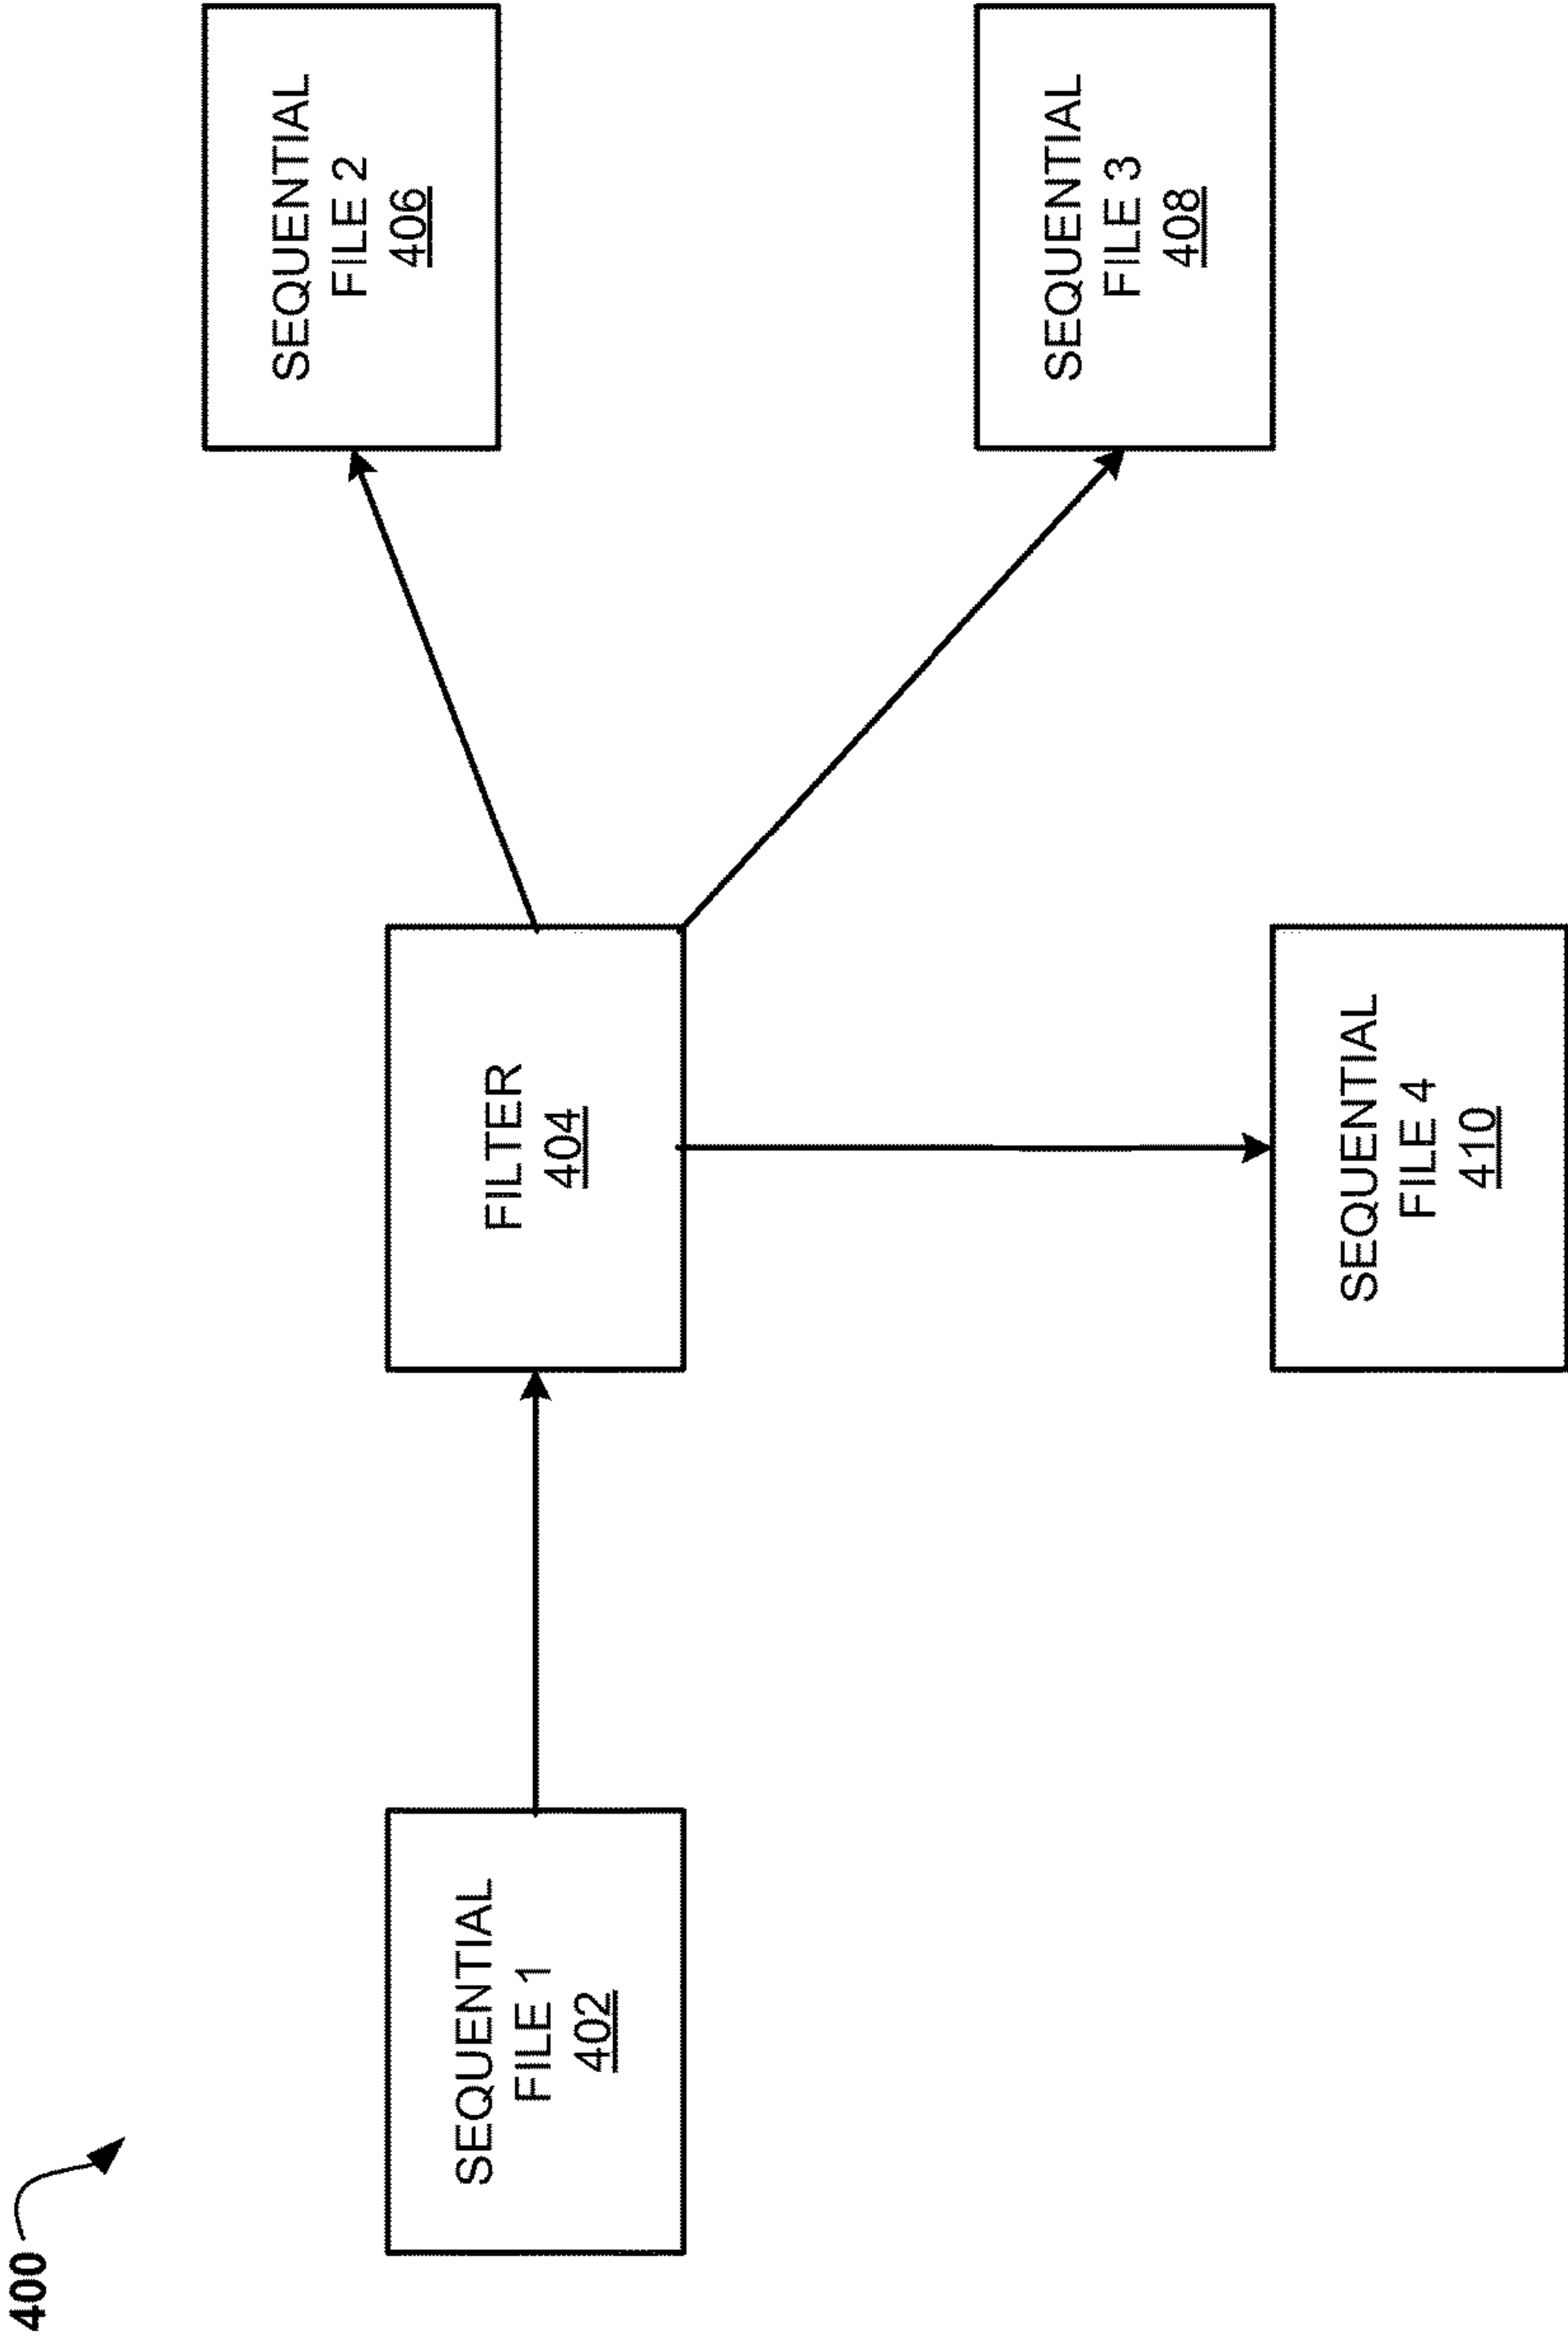 400
SEQUENTIAL
FILE 1
402
FILTER
404
SEQUENTIAL
FILE 2
406
SEQUENTIAL
FILE 3
408
SEQUENTIAL
FILE 4
410